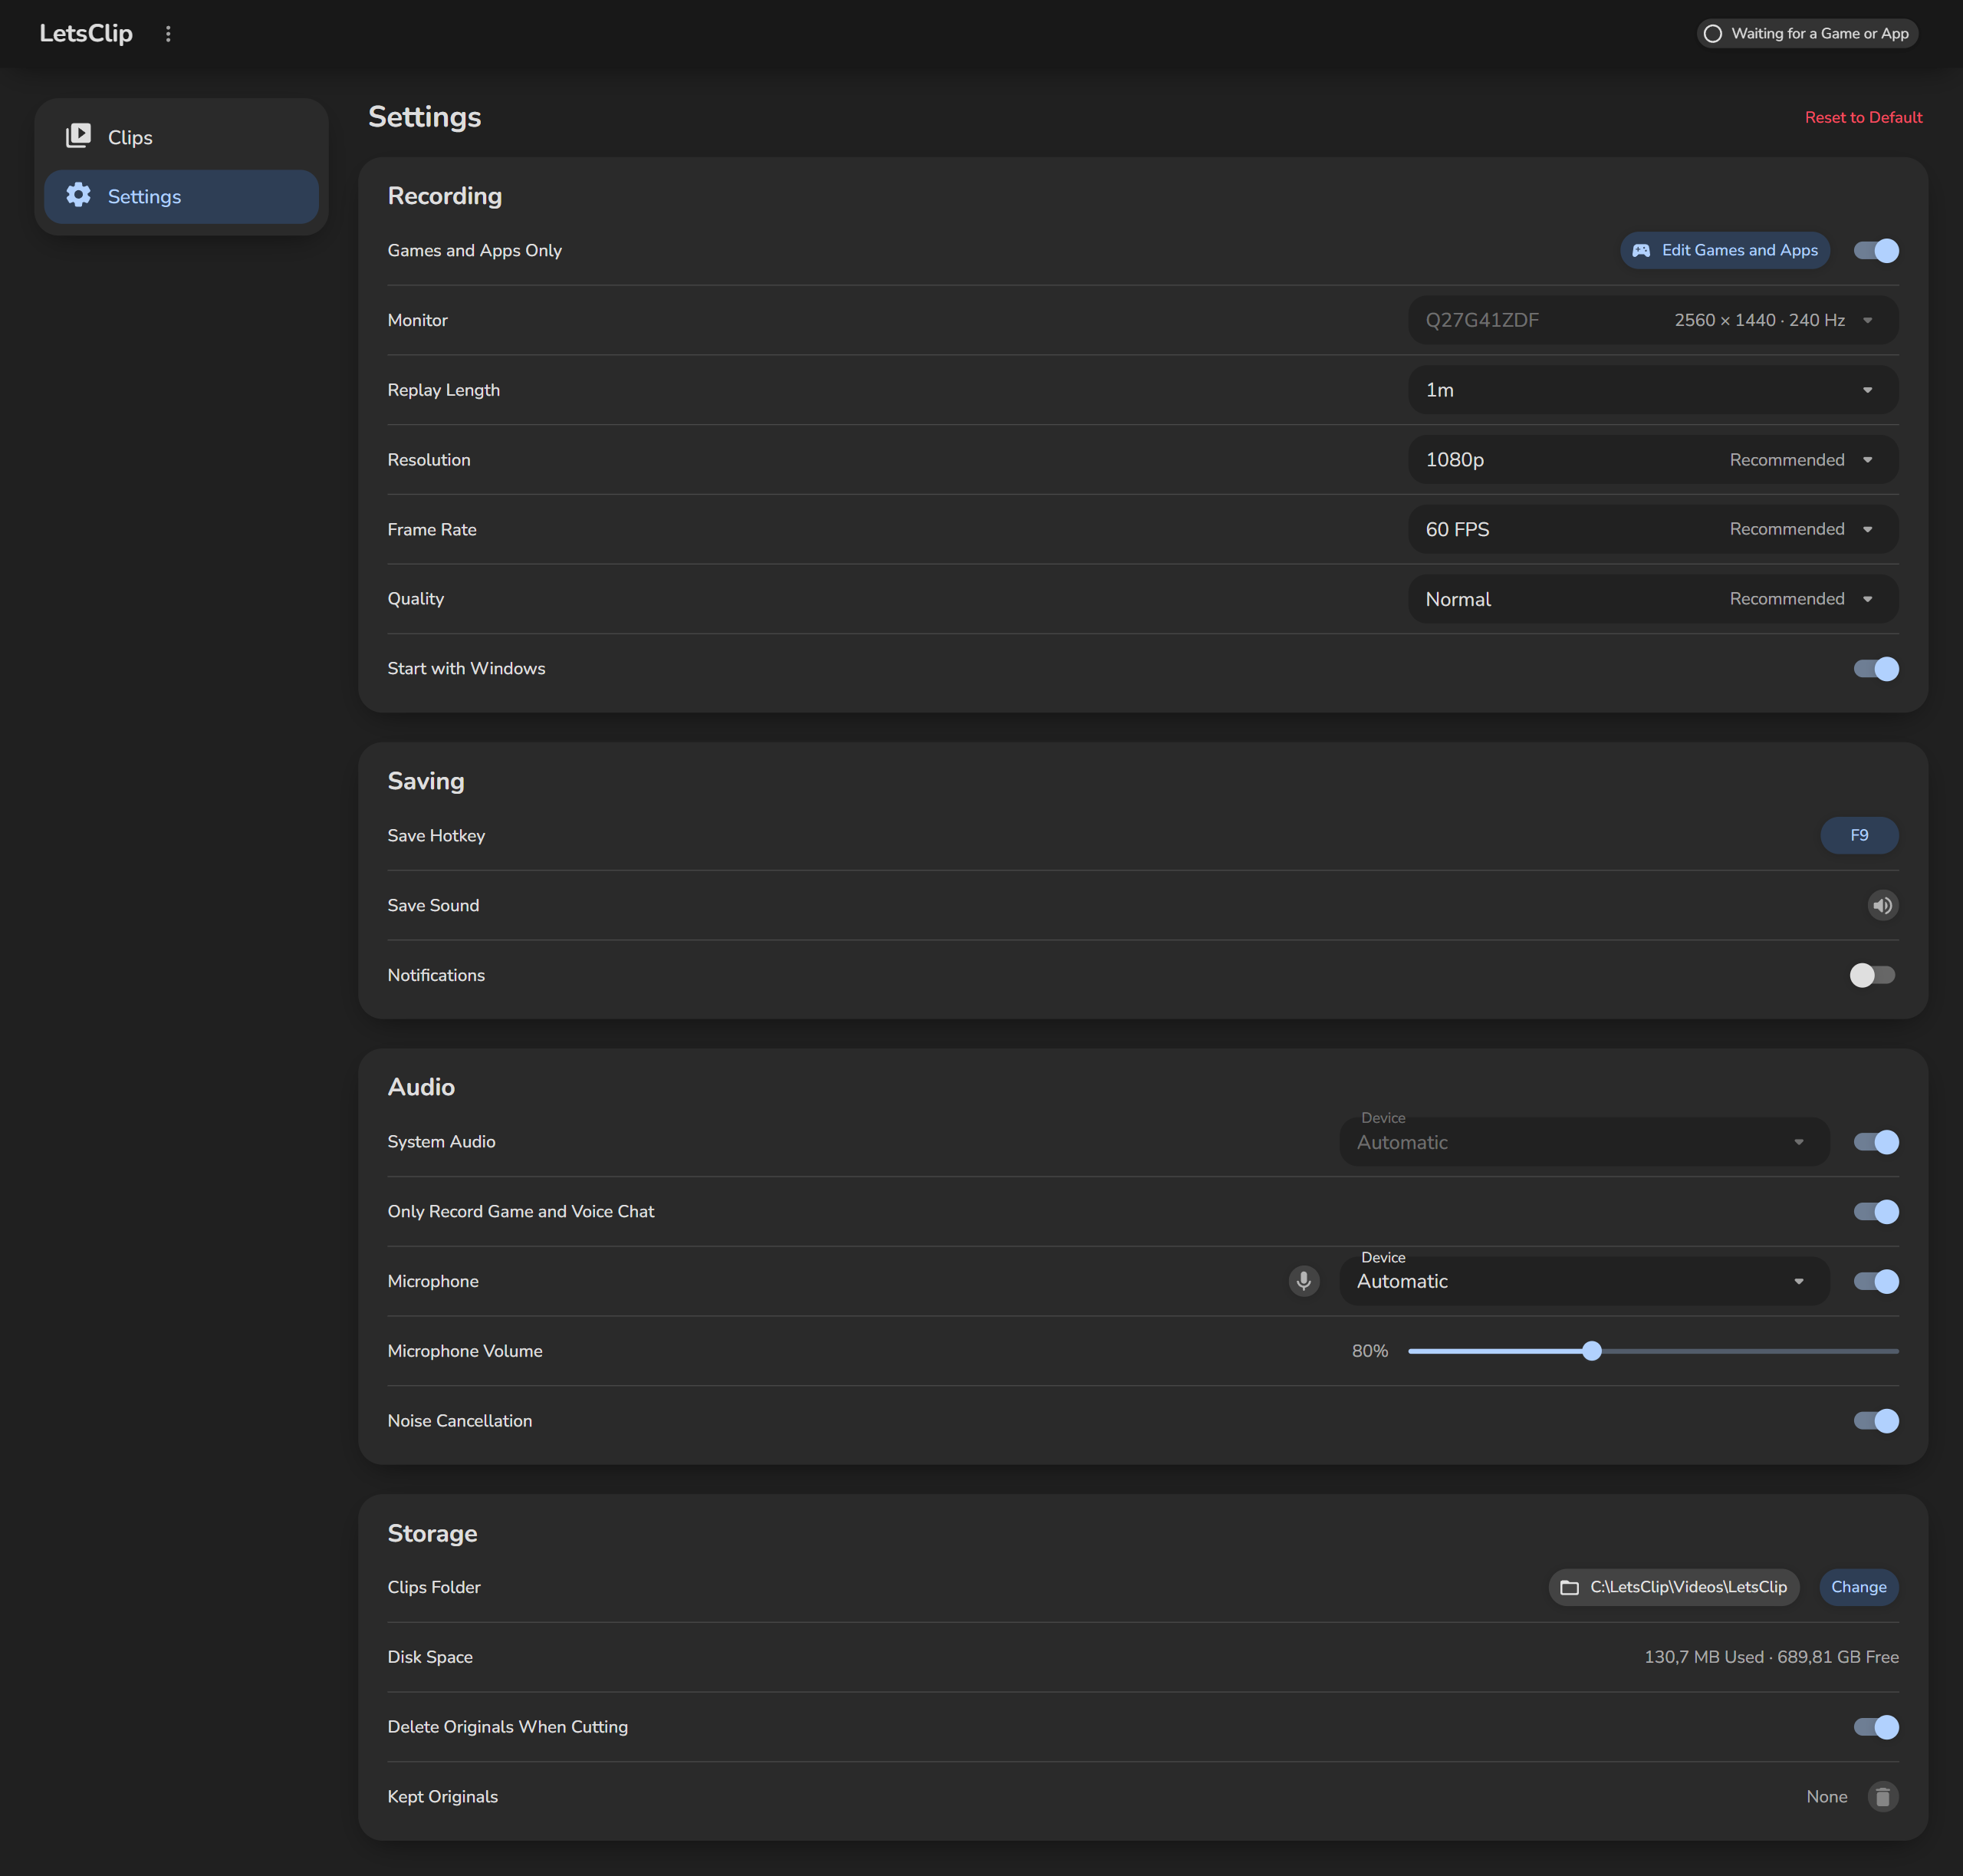 LetsClip
Waiting for a Game or App
Clips
Settings
Settings
Reset to Default
Recording
Games and Apps Only
Edit Games and Apps
Monitor
Q27G41ZDF 2560 × 1440 · 240 Hz
Replay Length
1m
Resolution
1080p Recommended
Frame Rate
60 FPS Recommended
Quality
Normal Recommended
Start with Windows
Saving
Save Hotkey
F9
Save Sound
Notifications
Audio
System Audio
Device
Automatic
Only Record Game and Voice Chat
Microphone
Device
Automatic
Microphone Volume
80%
Noise Cancellation
Storage
Clips Folder
C:\LetsClip\Videos\LetsClip
Change
Disk Space
130,7 MB Used · 689,81 GB Free
Delete Originals When Cutting
Kept Originals
None